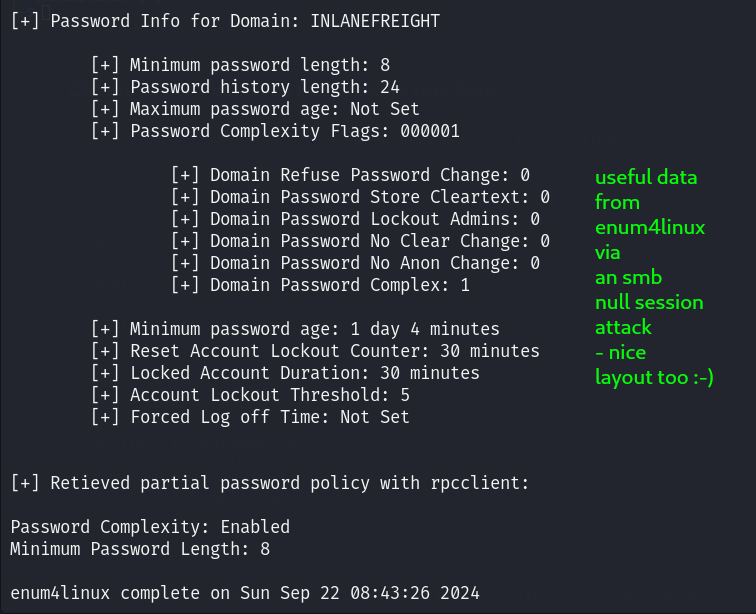 [+] Password Info for Domain: INLANEFREIGHT
[+] Minimum password length: 8
[+] Password history length: 24
[+] Maximum password age: Not Set
[+] Password Complexity Flags: 000001
[+] Domain Refuse Password Change: 0
[+] Domain Password Store Cleartext: 0
[+] Domain Password Lockout Admins: 0
[+] Domain Password No Clear Change: 0
[+] Domain Password No Anon Change: 0
[+] Domain Password Complex: 1
useful data
from
enum4linux
via
an smb
null session
attack
- nice
layout too :-)
[+] Minimum password age: 1 day 4 minutes
[+] Reset Account Lockout Counter: 30 minutes
[+] Locked Account Duration: 30 minutes
[+] Account Lockout Threshold: 5
[+] Forced Log off Time: Not Set
[+] Retieved partial password policy with rpcclient:
Password Complexity: Enabled
Minimum Password Length: 8
enum4linux complete on Sun Sep 22 08:43:26 2024